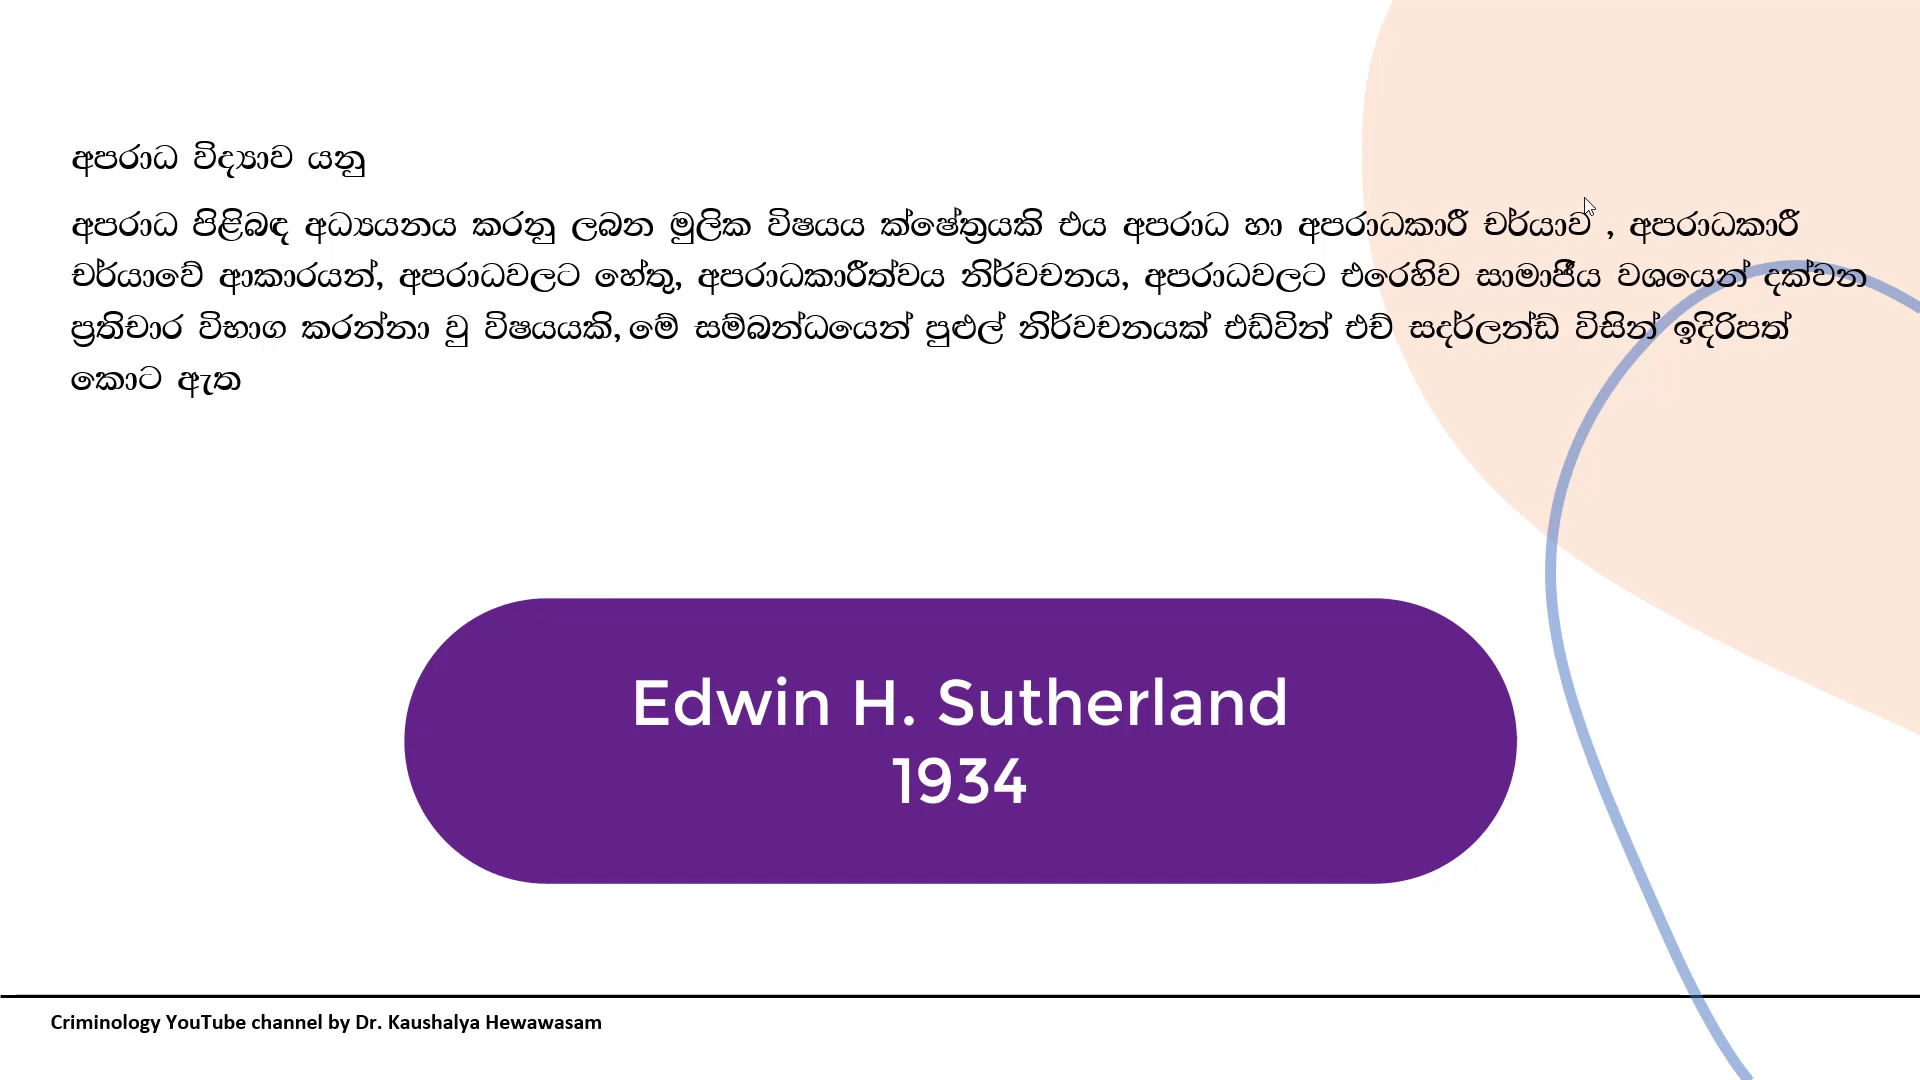 අපරාධ විද්‍යාව යනු
අපරාධ පිළිබඳ අධ්‍යයනය කරනු ලබන මුලික විෂයය ක්ෂේත්‍රයකි එය අපරාධ හා අපරාධකාරී චර්යාව , අපරාධකාරී
චර්යාවේ ආකාරයන්, අපරාධවලට හේතු, අපරාධකාරීත්වය නිර්වචනය, අපරාධවලට එරෙහිව සාමාජීය වශයෙන් දක්වන
ප්‍රතිචාර විභාග කරන්නා වු විෂයයකි, මේ සම්බන්ධයෙන් පුළුල් නිර්වචනයක් එඩ්වින් එච් සදර්ලන්ඩ් විසින් ඉදිරිපත්
කොට ඇත
Edwin H. Sutherland
1934
Criminology YouTube channel by Dr. Kaushalya Hewawasam